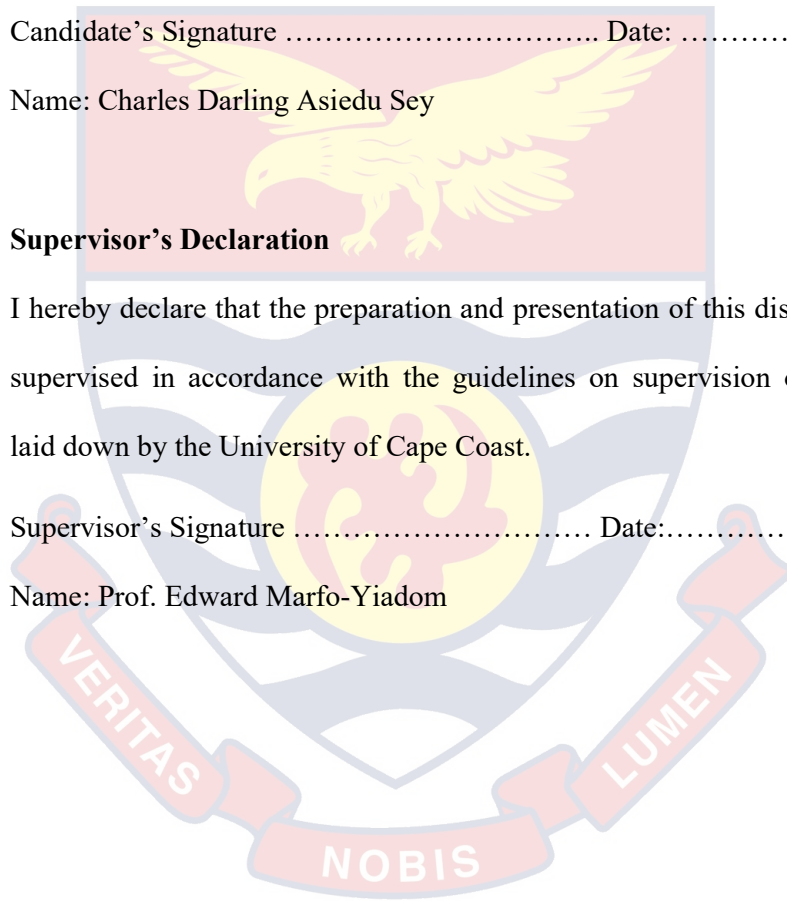 Candidate’s Signature ………………………….. Date: …………
Name: Charles Darling Asiedu Sey
Supervisor’s Declaration
I hereby declare that the preparation and presentation of this dis
supervised in accordance with the guidelines on supervision
laid down by the University of Cape Coast.
Supervisor’s Signature ………………………… Date:…………
Name: Prof. Edward Marfo-Yiadom
VERITAS
NOBIS
LUMEN